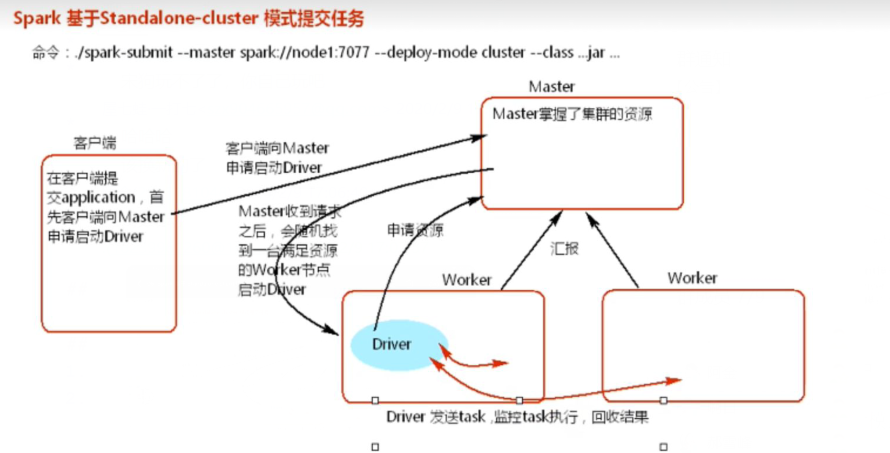 Spark 基于Standalone-cluster 模式提交任务
命令：./spark-submit --master spark://node1:7077 --deploy-mode cluster --class ...jar ...
Master
Master掌握了集群的资源
客户端
客户端向Master
申请启动Driver
在客户端提
交application，首
先客户端向Master
申请启动Driver
Master收到请求
之后，会随机找
到一台满足资源
的Worker节点
启动Driver
申请资源
汇报
Worker
Worker
Driver
Driver 发送task ,监控task执行，回收结果